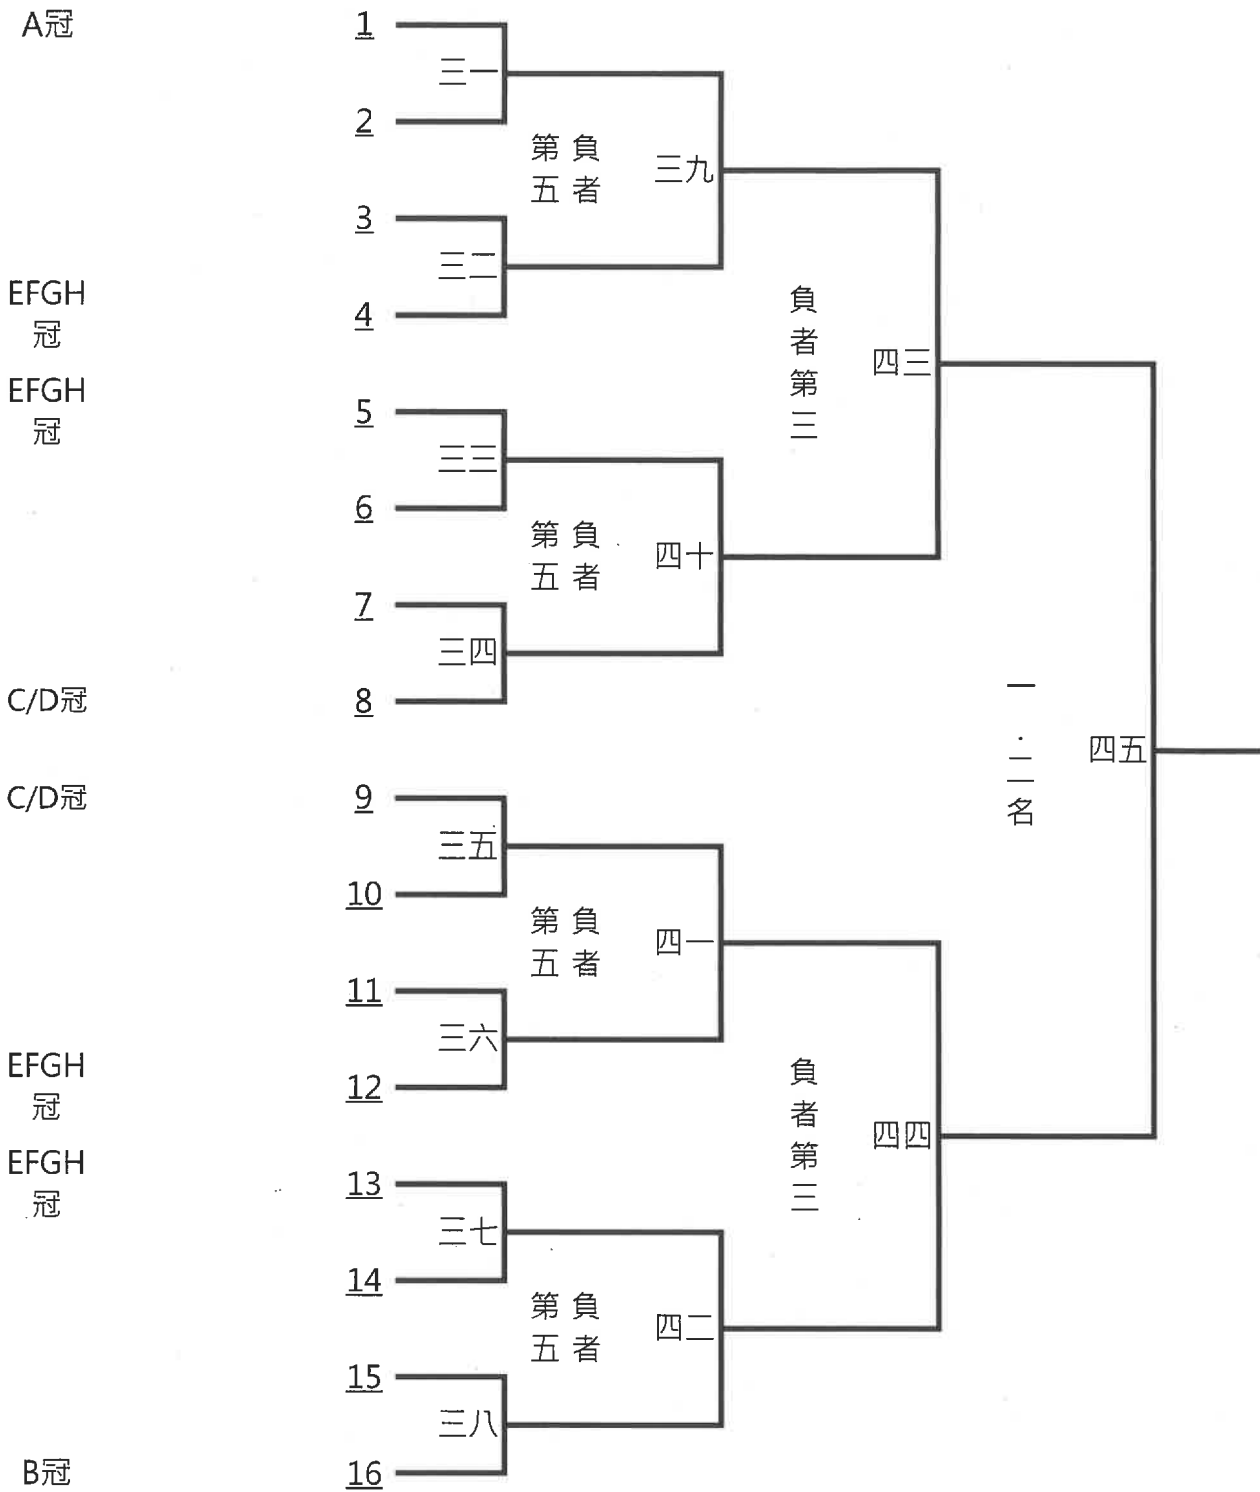 A冠
1
三一
2
第五
負者
三九
3
三二
EFGH
冠
4
負者第三
四三
EFGH
冠
5
三三
6
第五
負者
四十
7
三四
C/D冠
8
一.二名
四五
C/D冠
9
三五
10
第五
負者
四一
11
三六
EFGH
冠
12
負者第三
四四
EFGH
冠
13
三七
14
第五
負者
四二
15
三八
B冠
16